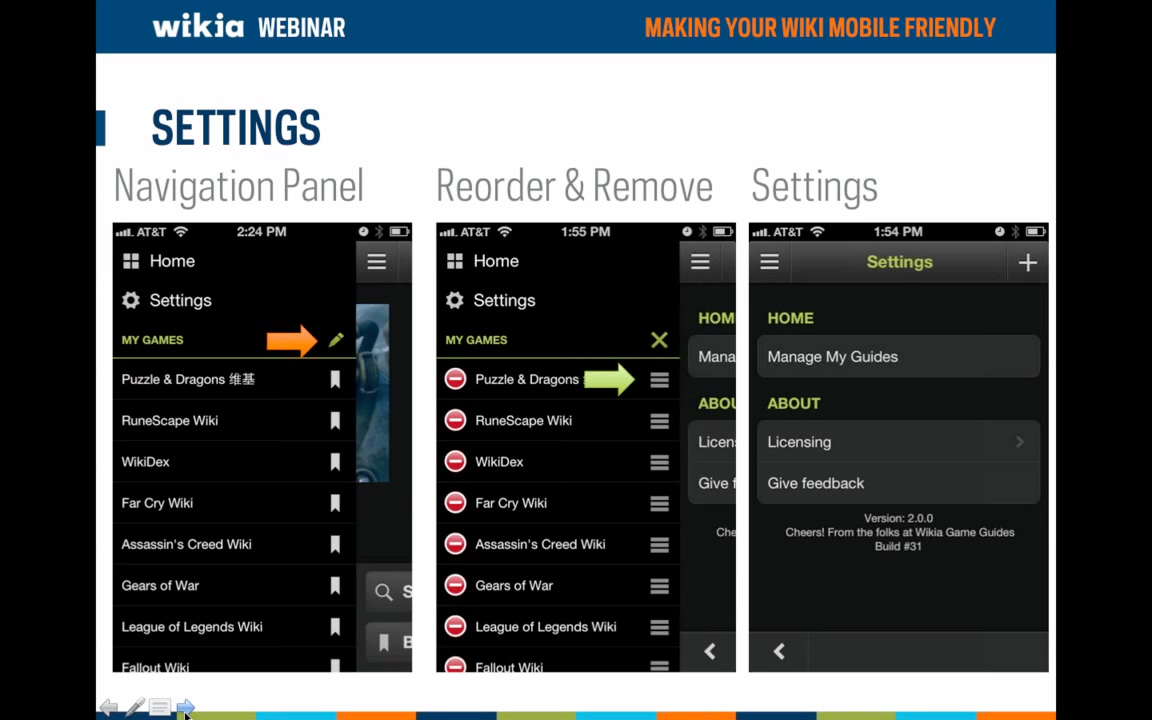 wikia WEBINAR
MAKING YOUR WIKI MOBILE FRIENDLY
SETTINGS
Navigation Panel
AT&T 2:24 PM
Home
Settings
MY GAMES
Puzzle & Dragons 维基
RuneScape Wiki
WikiDex
Far Cry Wiki
Assassin's Creed Wiki
Gears of War
League of Legends Wiki
Fallout Wiki
S
B
Reorder & Remove
AT&T 1:55 PM
Home
Settings
MY GAMES
Puzzle & Dragons
RuneScape Wiki
WikiDex
Far Cry Wiki
Assassin's Creed Wiki
Gears of War
League of Legends Wiki
Fallout Wiki
HOM
Mana
ABOU
Licens
Give f
Che
Settings
AT&T 1:54 PM
Settings
HOME
Manage My Guides
ABOUT
Licensing
Give feedback
Version: 2.0.0
Cheers! From the folks at Wikia Game Guides
Build #31